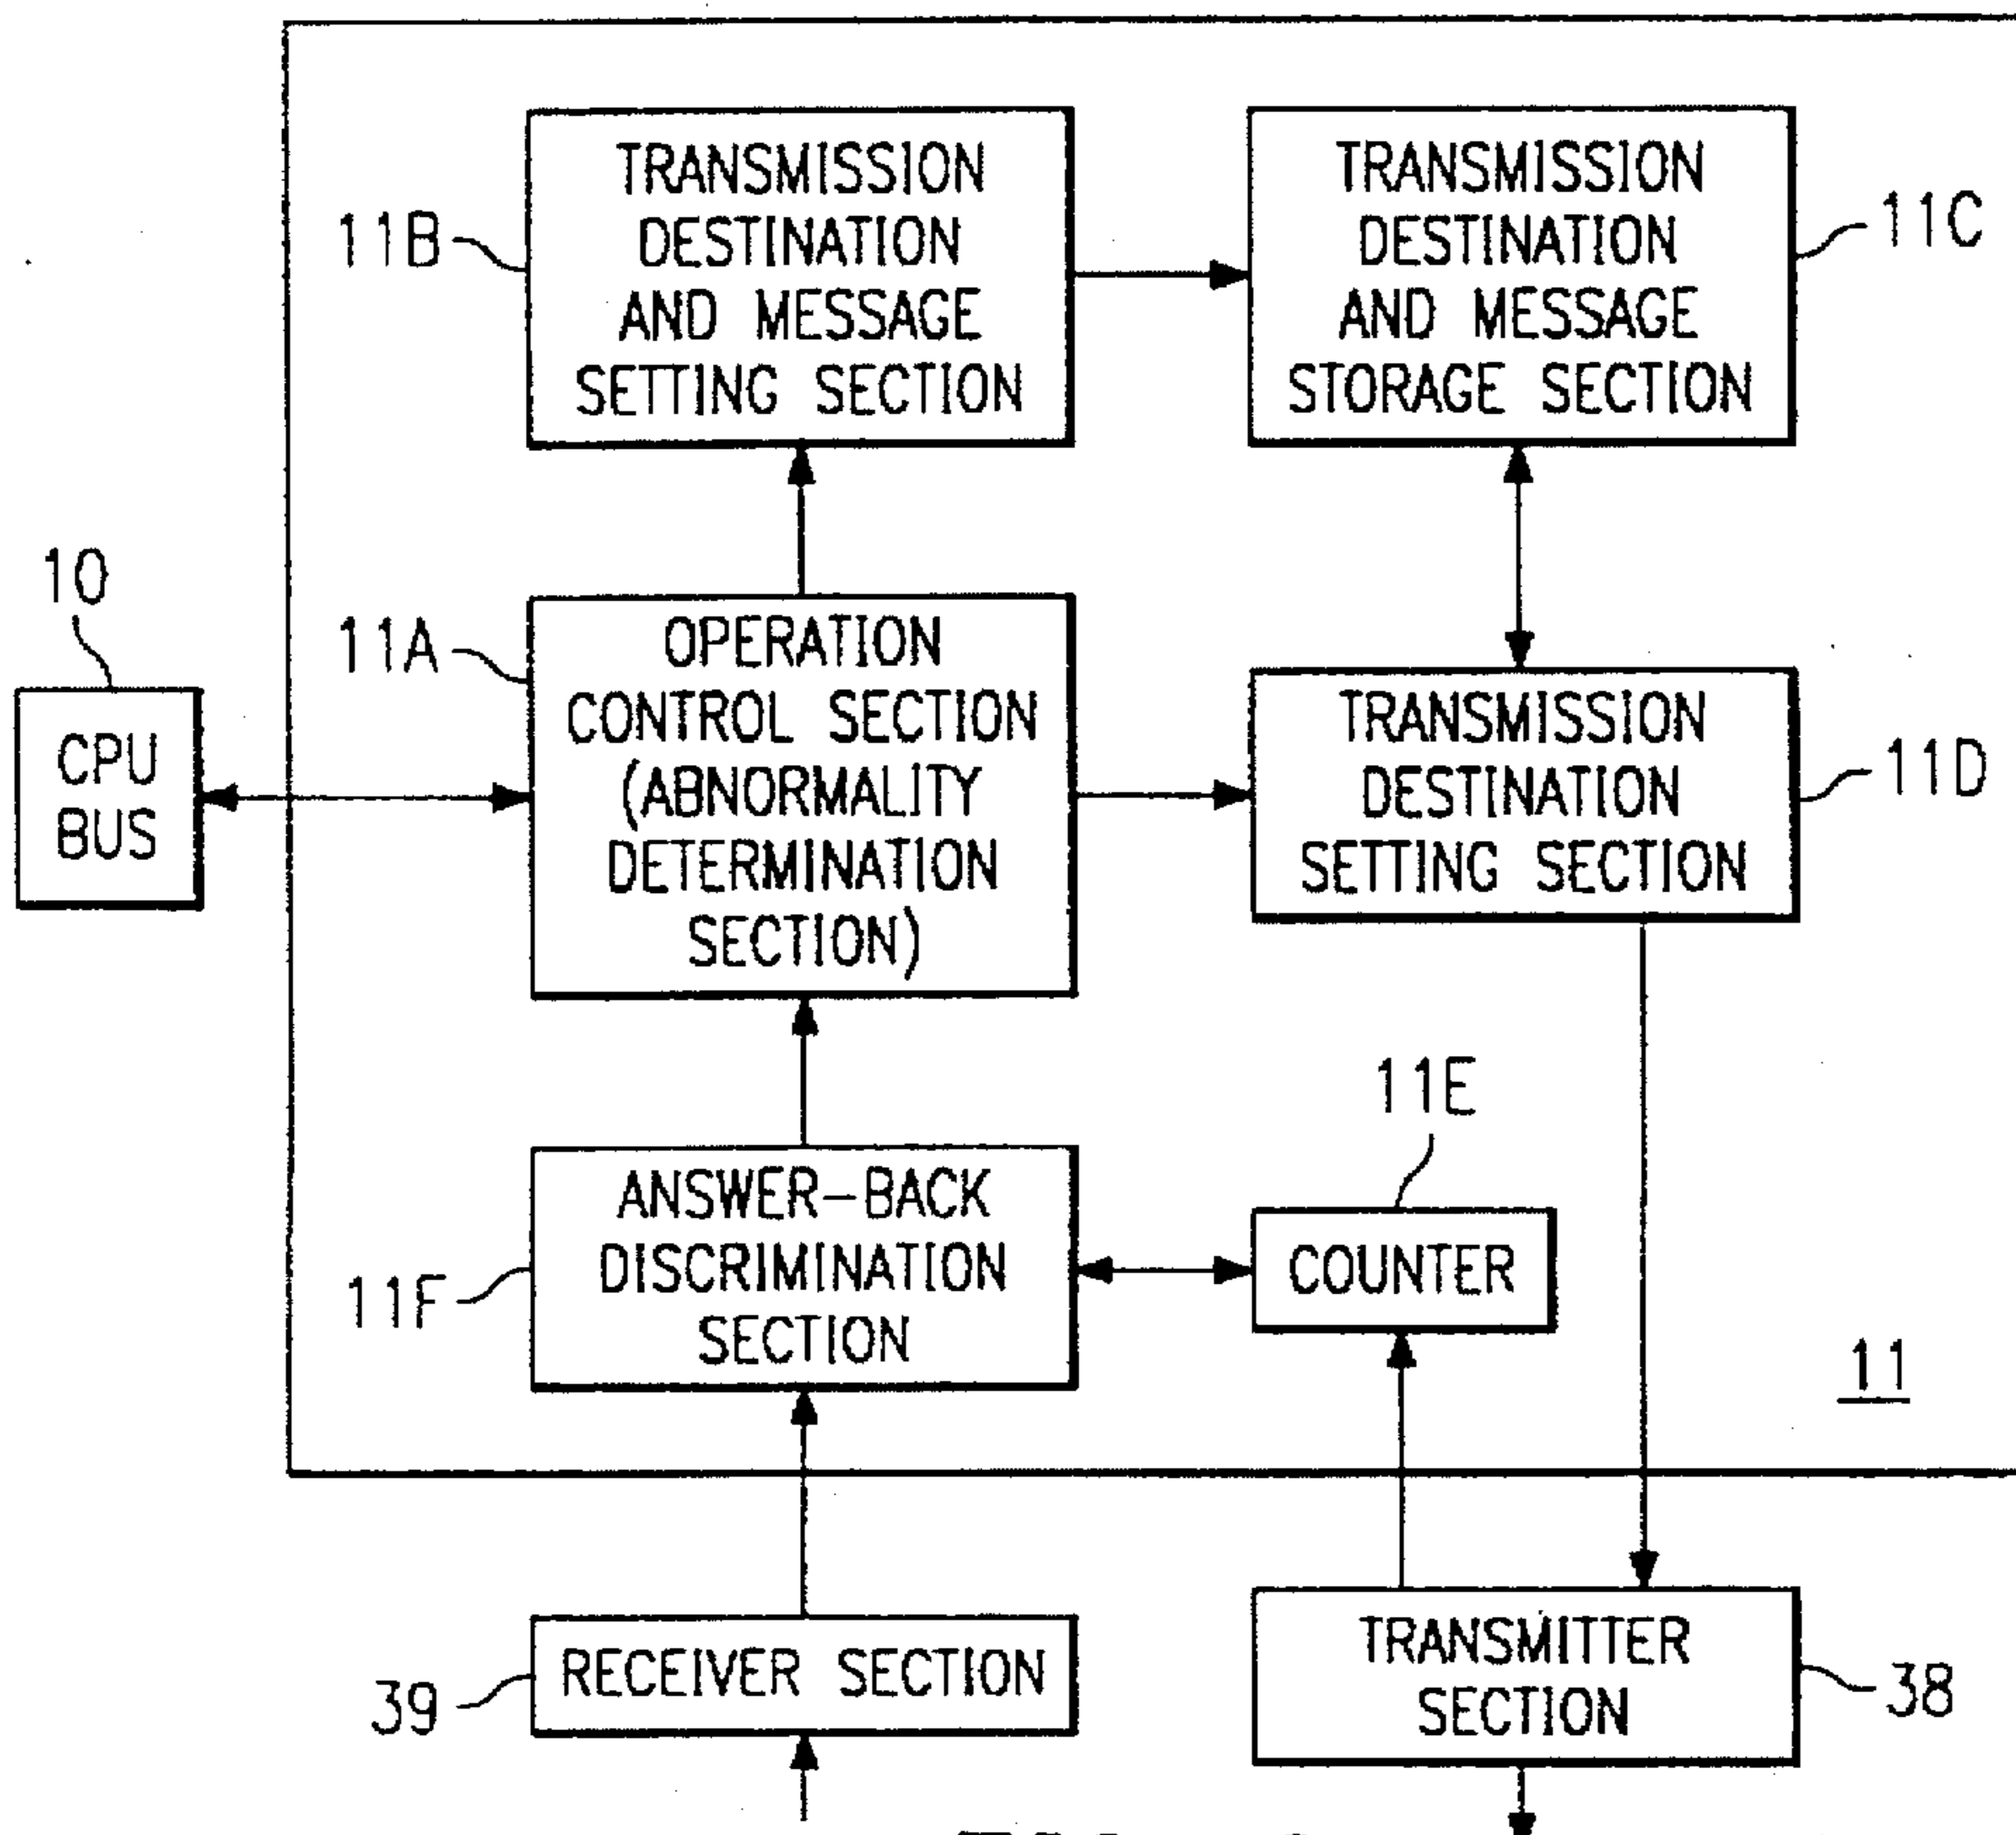 TRANSMISSION
DESTINATION
AND MESSAGE
SETTING SECTION
11B
TRANSMISSION
DESTINATION
AND MESSAGE
STORAGE SECTION
11C
10
CPU
BUS
11A
OPERATION
CONTROL SECTION
(ABNORMALITY
DETERMINATION
SECTION)
TRANSMISSION
DESTINATION
SETTING SECTION
11D
11E
ANSWER-BACK
DISCRIMINATION
SECTION
11F
COUNTER
11
RECEIVER SECTION
39
TRANSMITTER
SECTION
38